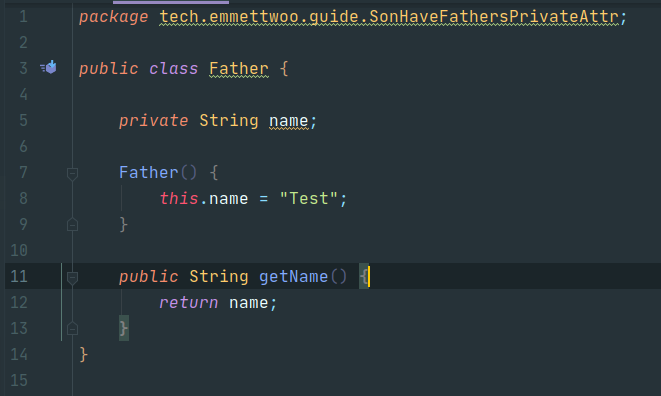 1 package tech.emmettwoo.guide.SonHaveFathersPrivateAttr;
2
3 public class Father {
4
5 private String name;
6
7 Father() {
8 this.name = "Test";
9 }
10
11 public String getName() {
12 return name;
13 }
14 }
15